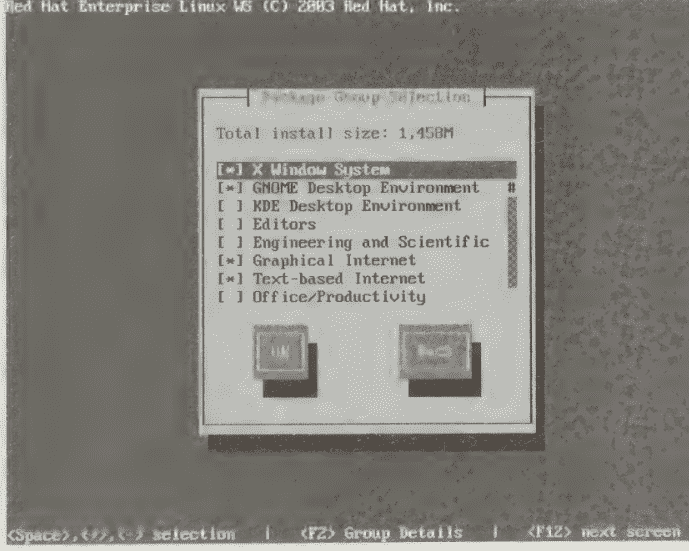 Red Hat Enterprise Linux WS (C) 2003 Red Hat, Inc.
Package Group Selection
Total install size: 1,458M
[*] X Window System
[*] GNOME Desktop Environment #
[ ] KDE Desktop Environment
[ ] Editors
[ ] Engineering and Scientific
[*] Graphical Internet
[*] Text-based Internet
[ ] Office/Productivity
OK Back
<Space>,<+>,<-> selection | <F2> Group Details | <F12> next screen